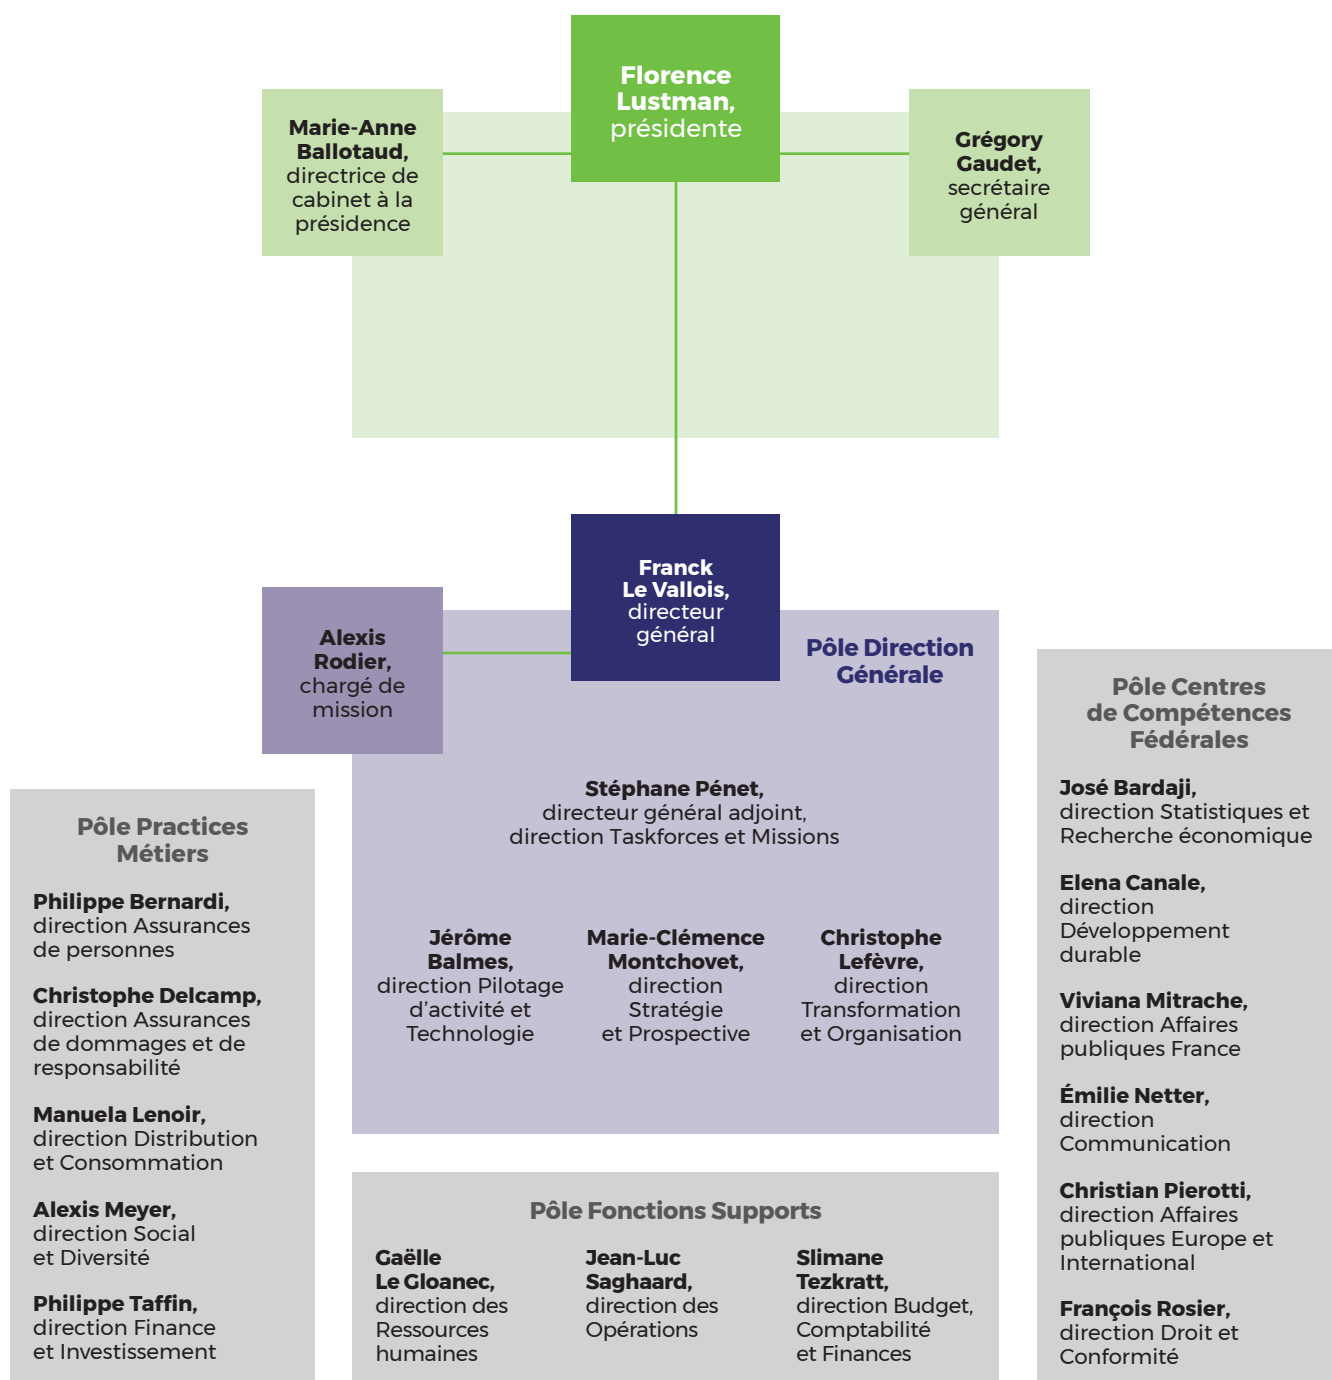 Florence
Lustman,
présidente
Marie-Anne
Ballotaud,
directrice de
cabinet à la
présidence
Grégory
Gaudet,
secrétaire
général
Franck
Le Vallois,
directeur
général
Alexis
Rodier,
chargé de
mission
Pôle Direction
Générale
Stéphane Pénet,
directeur général adjoint,
direction Taskforces et Missions
Jérôme
Balmes,
direction Pilotage
d’activité et
Technologie
Marie-Clémence
Montchovet,
direction
Stratégie
et Prospective
Christophe
Lefèvre,
direction
Transformation
et Organisation
Pôle Practices
Métiers
Philippe Bernardi,
direction Assurances
de personnes
Christophe Delcamp,
direction Assurances
de dommages et de
responsabilité
Manuela Lenoir,
direction Distribution
et Consommation
Alexis Meyer,
direction Social
et Diversité
Philippe Taffin,
direction Finance
et Investissement
Pôle Fonctions Supports
Gaëlle
Le Gloanec,
direction des
Ressources
humaines
Jean-Luc
Saghaard,
direction des
Opérations
Slimane
Tezkratt,
direction Budget,
Comptabilité
et Finances
Pôle Centres
de Compétences
Fédérales
José Bardaji,
direction Statistiques et
Recherche économique
Elena Canale,
direction
Développement
durable
Viviana Mitrache,
direction Affaires
publiques France
Émilie Netter,
direction
Communication
Christian Pierotti,
direction Affaires
publiques Europe et
International
François Rosier,
direction Droit et
Conformité